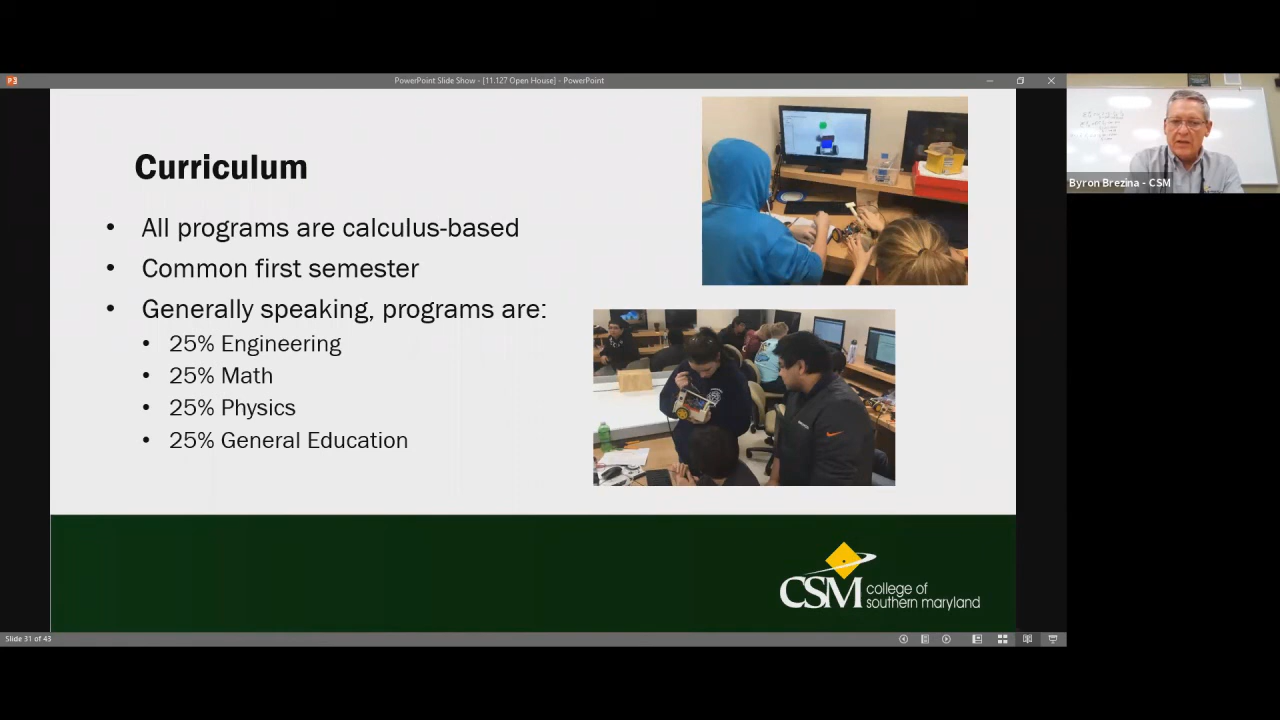 PowerPoint Slide Show - [11.127 Open House] - PowerPoint
Curriculum
• All programs are calculus-based
• Common first semester
• Generally speaking, programs are:
• 25% Engineering
• 25% Math
• 25% Physics
• 25% General Education
CSM college of
southern maryland
Slide 31 of 43
Byron Brezina - CSM